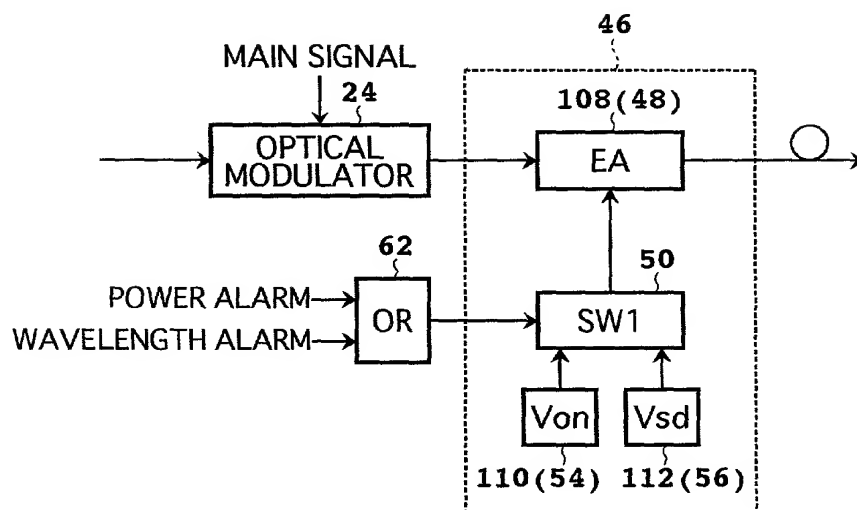 46
MAIN SIGNAL
24
108(48)
OPTICAL
MODULATOR
EA
62
50
POWER ALARM
WAVELENGTH ALARM
OR
SW1
Von
Vsd
110(54)
112(56)